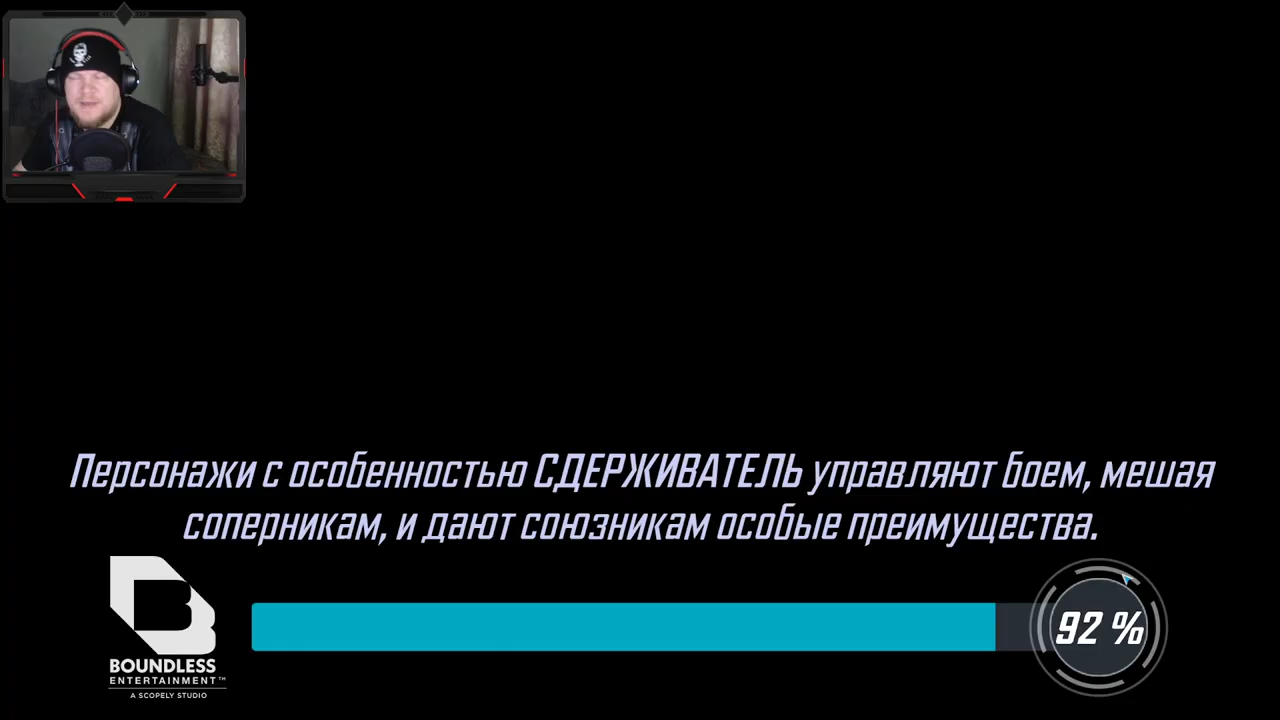 Персонажи с особенностью СДЕРЖИВАТЕЛЬ управляют боем, мешая
соперникам, и дают союзникам особые преимущества.
92 %
BOUNDLESS
ENTERTAINMENT™
A SCOPELY STUDIO